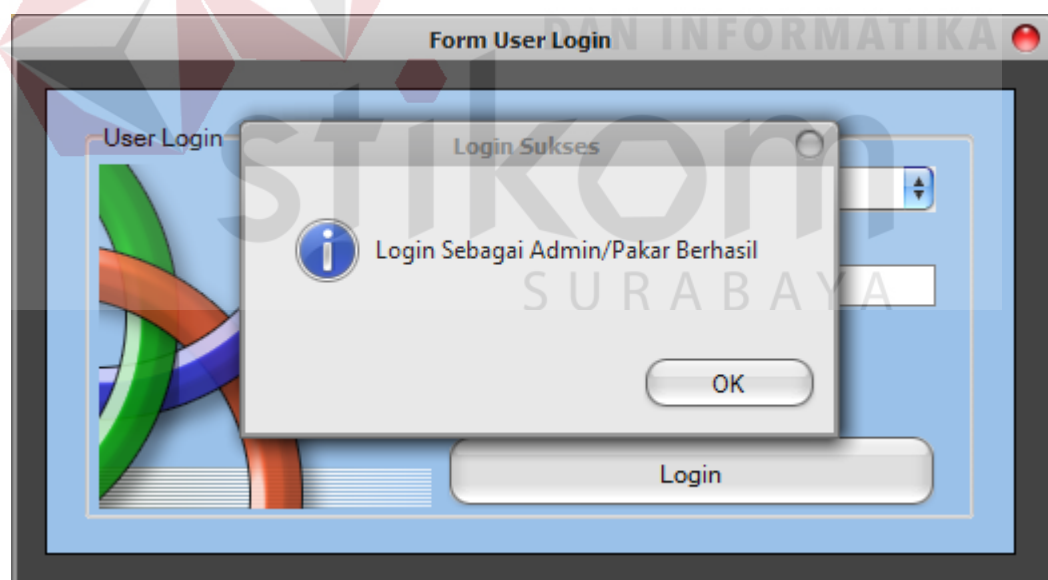 DAN INFORMATIKA
Form User Login
User Login
Login Sukses
stikom
Login Sebagai Admin/Pakar Berhasil
SURABAYA
OK
Login